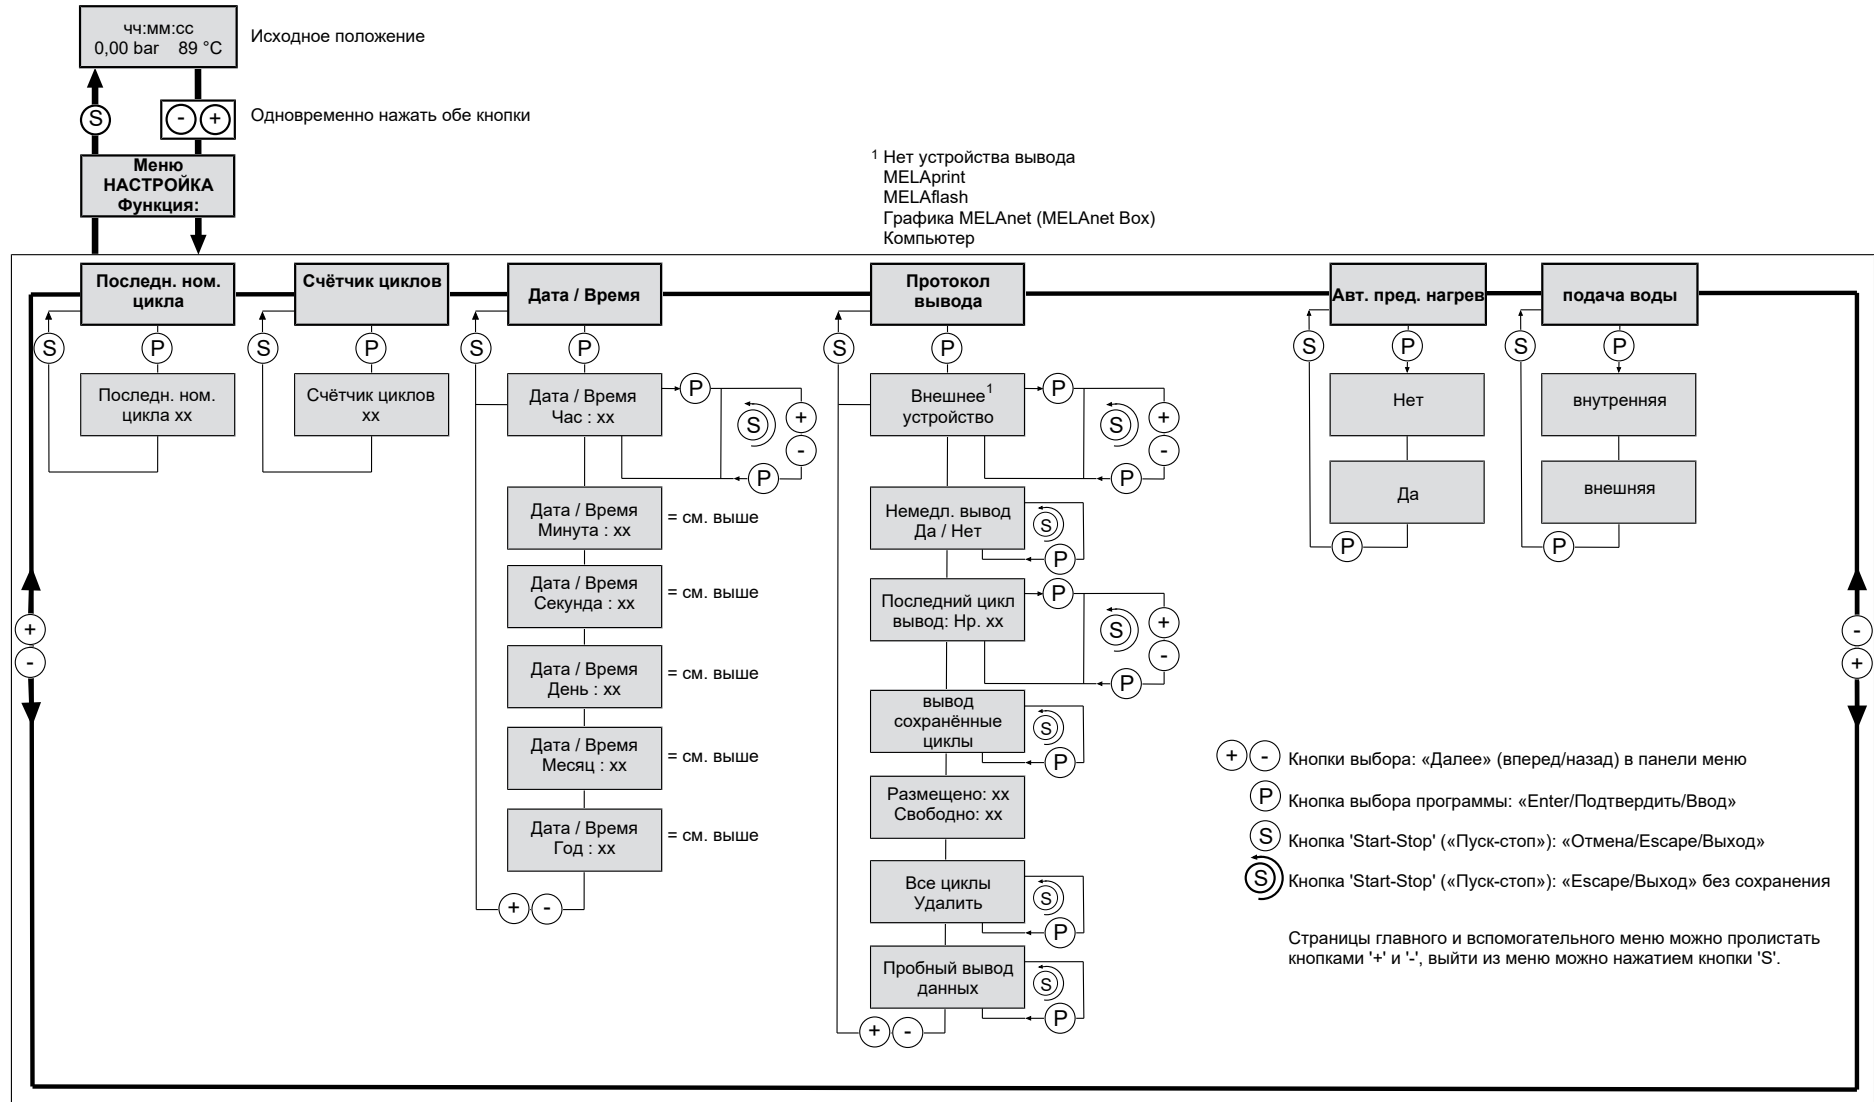 чч:мм:сс
0,00 bar 89 °C
Исходное положение
S
- +
Одновременно нажать обе кнопки
Меню
НАСТРОЙКА
Функция:
1 Нет устройства вывода
MELAprint
MELAflash
Графика MELAnet (MELAnet Box)
Компьютер
Последн. ном.
цикла
S
P
Последн. ном.
цикла xx
Счётчик циклов
S
P
Счётчик циклов
xx
Дата / Время
S
P
Дата / Время
Час : xx
P
S
+
-
P
Дата / Время
Минута : xx
= см. выше
Дата / Время
Секунда : xx
= см. выше
Дата / Время
День : xx
= см. выше
Дата / Время
Месяц : xx
= см. выше
Дата / Время
Год : xx
= см. выше
+ -
Протокол
вывода
S
P
Внешнее1
устройство
P
S
+
-
P
Немедл. вывод
Да / Нет
S
P
Последний цикл
вывод: Нр. xx
P
S
+
-
P
вывод
сохранённые
циклы
S
P
Размещено: xx
Свободно: xx
Все циклы
Удалить
S
P
Пробный вывод
данных
S
P
+ -
Авт. пред. нагрев
S
P
Нет
Да
P
подача воды
S
P
внутренняя
внешняя
P
+
-
-
+
+ - Кнопки выбора: «Далее» (вперед/назад) в панели меню
P Кнопка выбора программы: «Enter/Подтвердить/Ввод»
S Кнопка 'Start-Stop' («Пуск-стоп»): «Отмена/Escape/Выход»
S Кнопка 'Start-Stop' («Пуск-стоп»): «Escape/Выход» без сохранения
Страницы главного и вспомогательного меню можно пролистать
кнопками '+' и '-', выйти из меню можно нажатием кнопки 'S'.